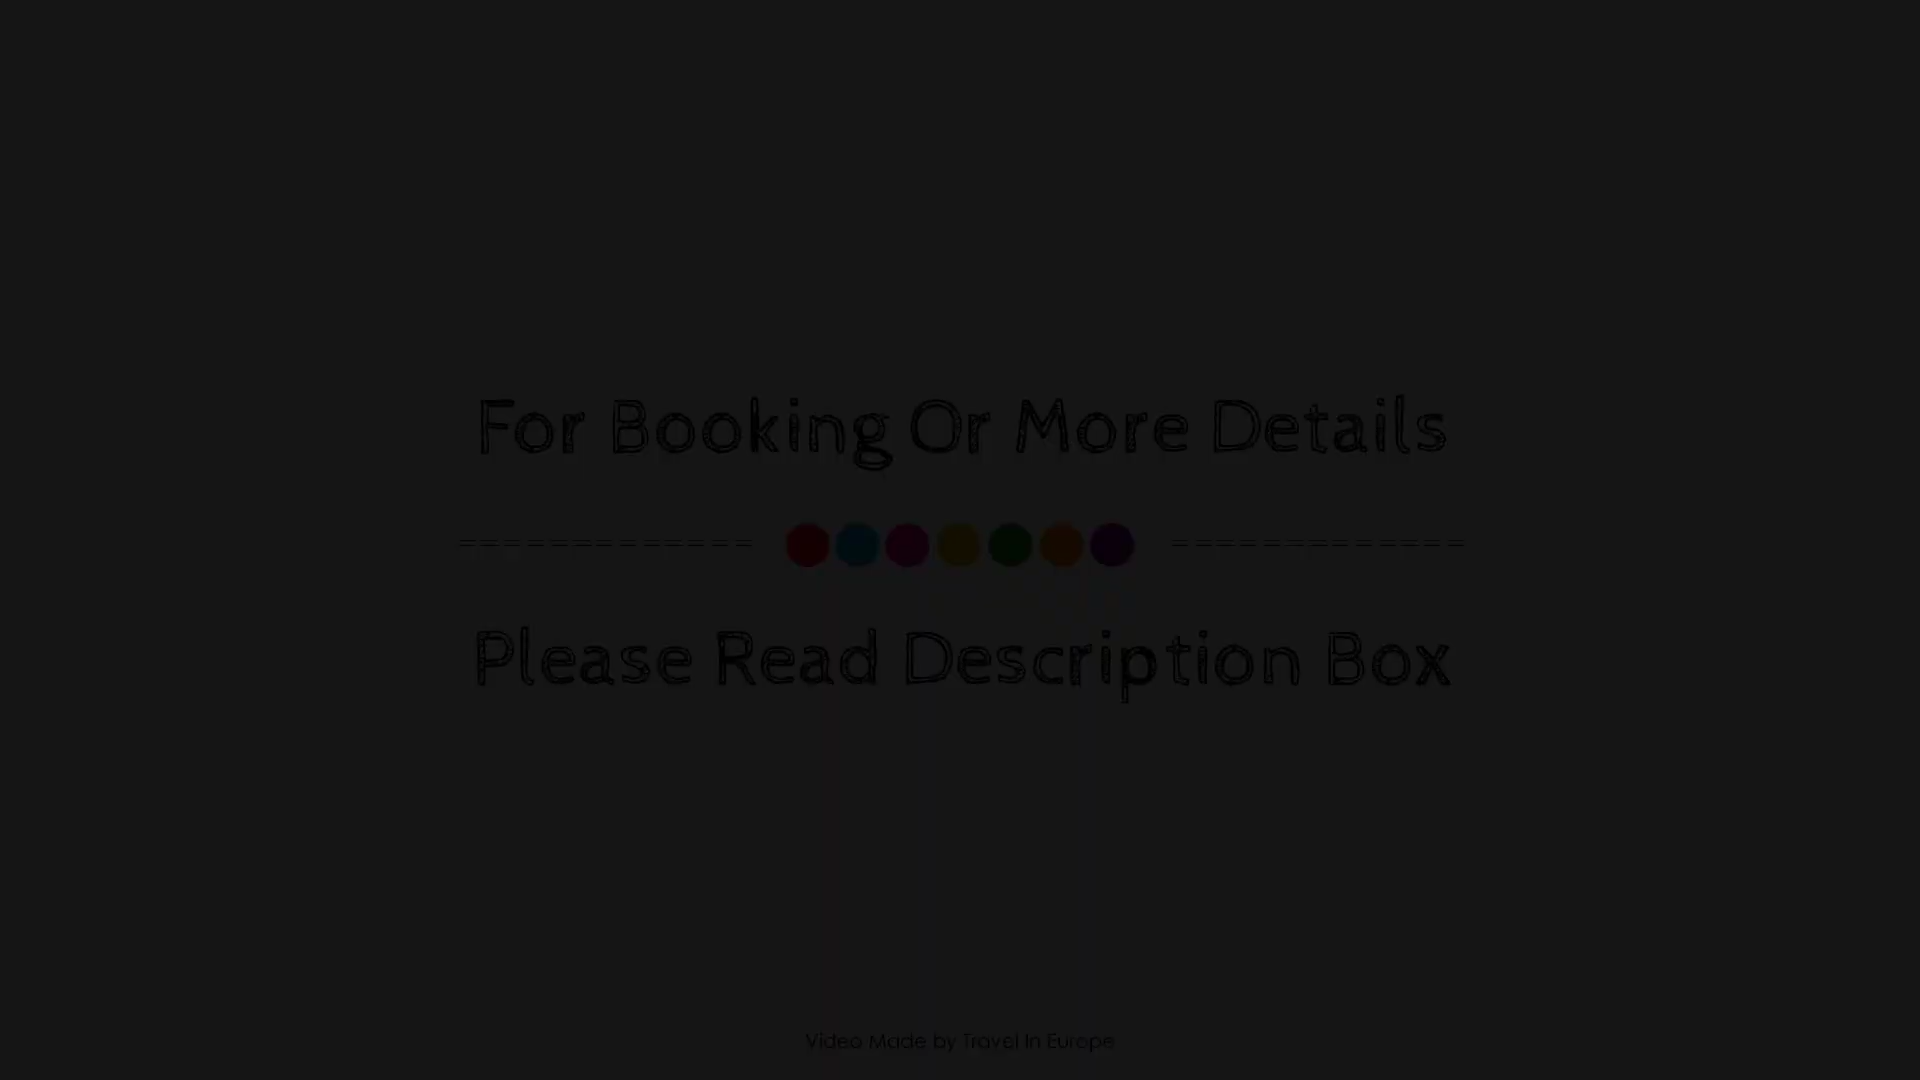 For Booking Or More Details
============= =============
Please Read Description Box
Video Made by Travel In Europe